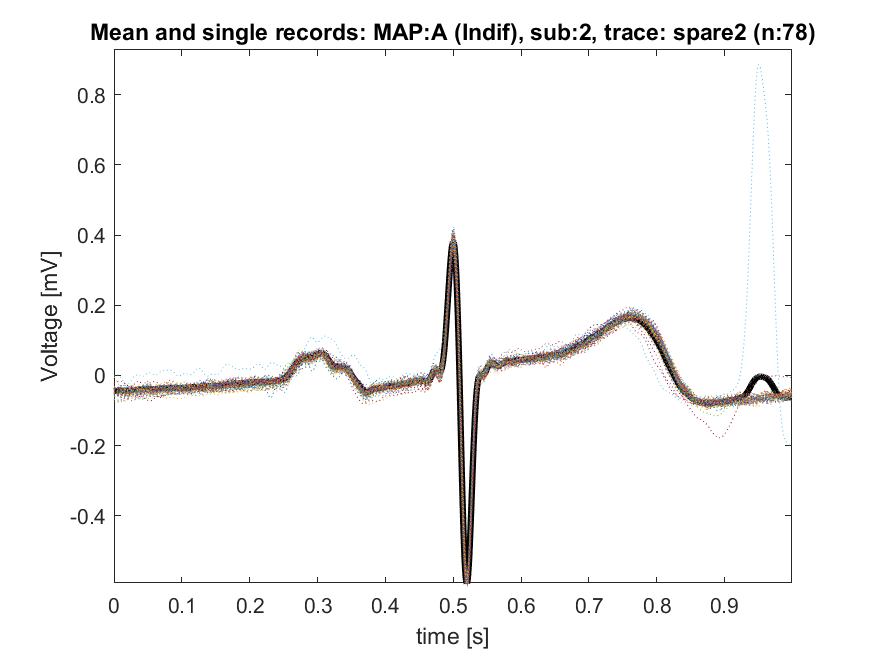 Mean and single records: MAP:A (Indif), sub:2, trace: spare2 (n:78)
Voltage [mV]
0.8
0.6
0.4
0.2
0
-0.2
-0.4
0 0.1 0.2 0.3 0.4 0.5 0.6 0.7 0.8 0.9
time [s]